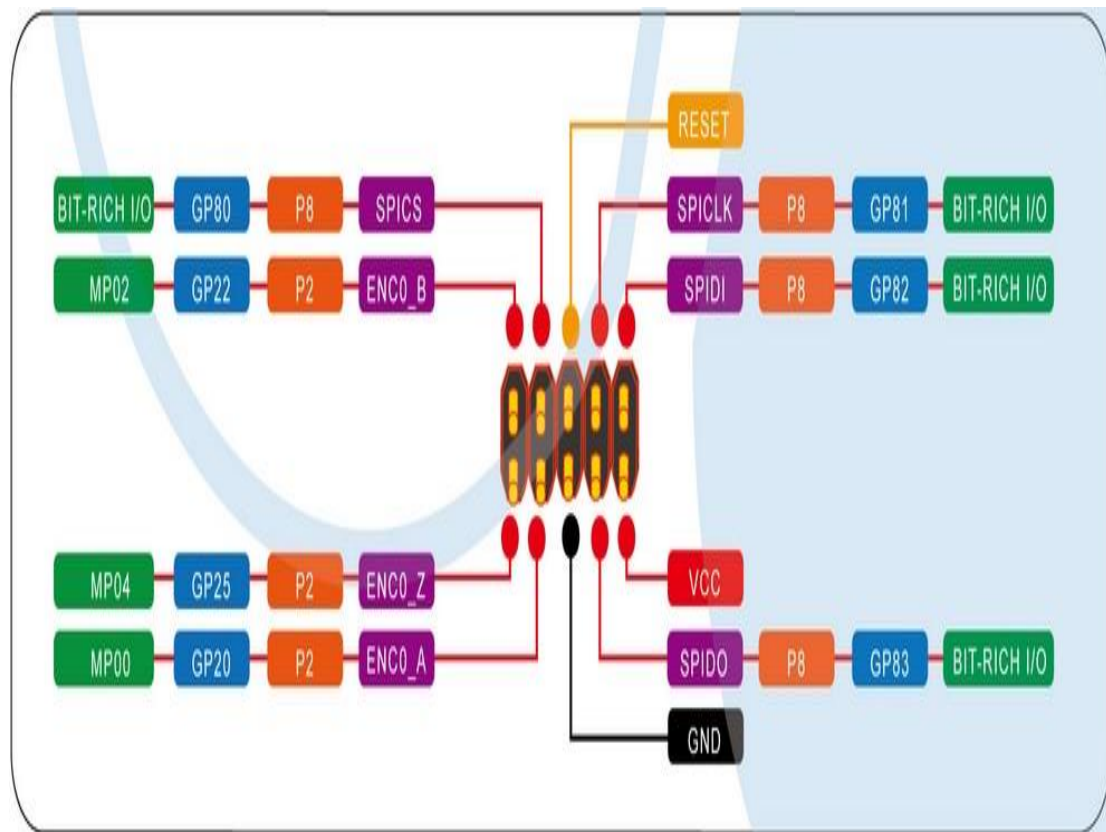 RESET
BIT-RICH I/O GP80 P8 SPICS SPICLK P8 GP81 BIT-RICH I/O
MP02 GP22 P2 ENC0_B SPIDI P8 GP82 BIT-RICH I/O
MP04 GP25 P2 ENC0_Z VCC
MP00 GP20 P2 ENC0_A SPIDO P8 GP83 BIT-RICH I/O
GND